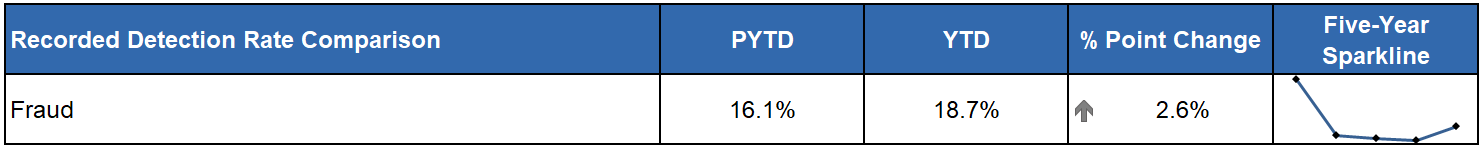 Recorded Detection Rate Comparison PYTD YTD % Point Change Five-Year Sparkline
Fraud 16.1% 18.7% 2.6%